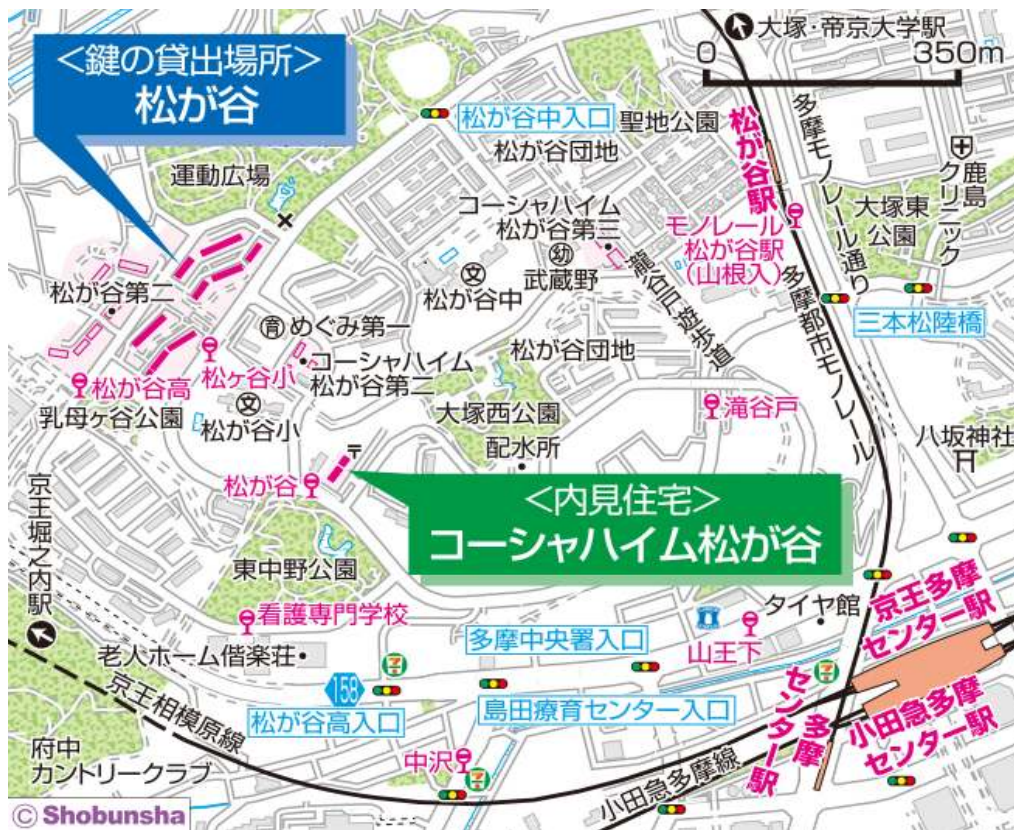 大塚・帝京大学駅
0
350m
<鍵の貸出場所>
松が谷
松が谷中入口
聖地公園
松が谷団地
松が谷駅
多摩モノレール通り
鹿島
クリニック
大塚東
公園
運動広場
コーシャハイム
松が谷第三
モノレール
松が谷駅
(山根入)
幼
武蔵野
文
松が谷中
瀧谷戸遊歩道
多摩都市モノレール
三本松陸橋
松が谷第二
育
めぐみ第一
松が谷団地
コーシャハイム
松が谷第二
松ヶ谷小
松が谷高
乳母ヶ谷公園
文
松が谷小
大塚西公園
滝谷戸
配水所
八坂神社
〒
松が谷
<内見住宅>
コーシャハイム松が谷
京王堀之内駅
東中野公園
看護専門学校
タイヤ館
京王多摩
センター駅
多摩中央署入口
山王下
老人ホーム偕楽荘
158
松が谷高入口
島田療育センター入口
多摩
センター駅
小田急多摩
センター駅
京王相模原線
府中
カントリークラブ
中沢
小田急多摩線
© Shobunsha